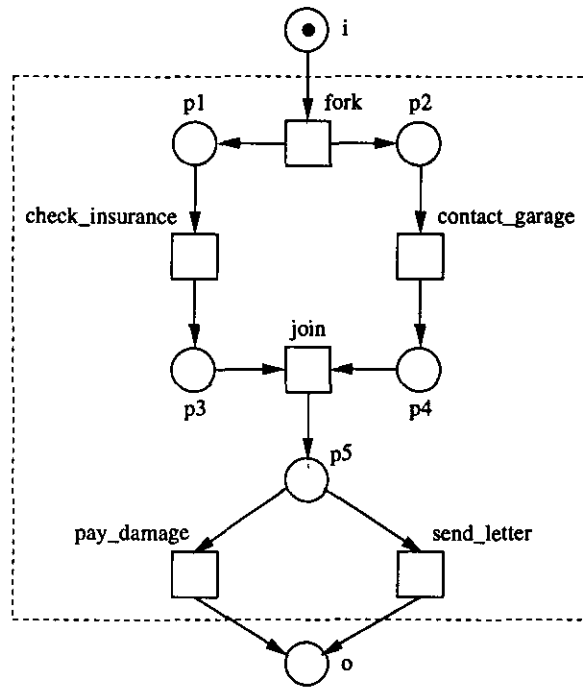 i
fork
p1
p2
check_insurance
contact_garage
join
p3
p4
p5
pay_damage
send_letter
o